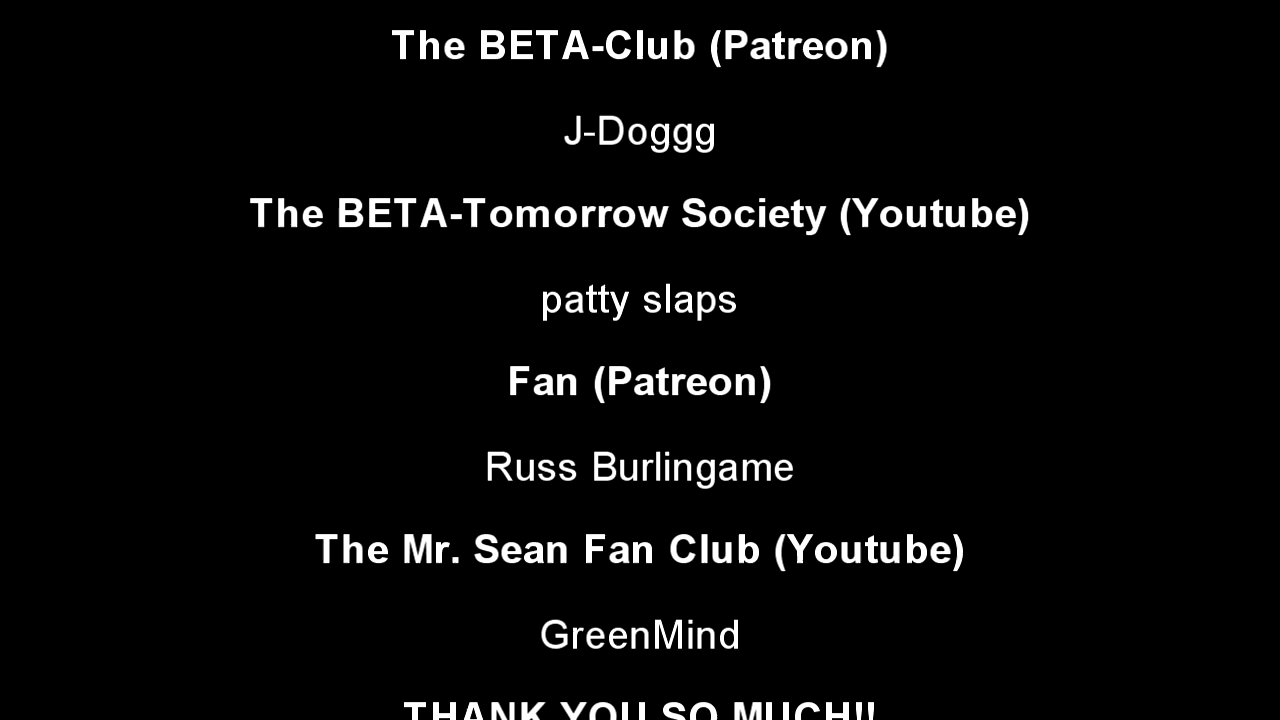 The BETA-Club (Patreon)
J-Doggg
The BETA-Tomorrow Society (Youtube)
patty slaps
Fan (Patreon)
Russ Burlingame
The Mr. Sean Fan Club (Youtube)
GreenMind
THANK YOU SO MUCH!!